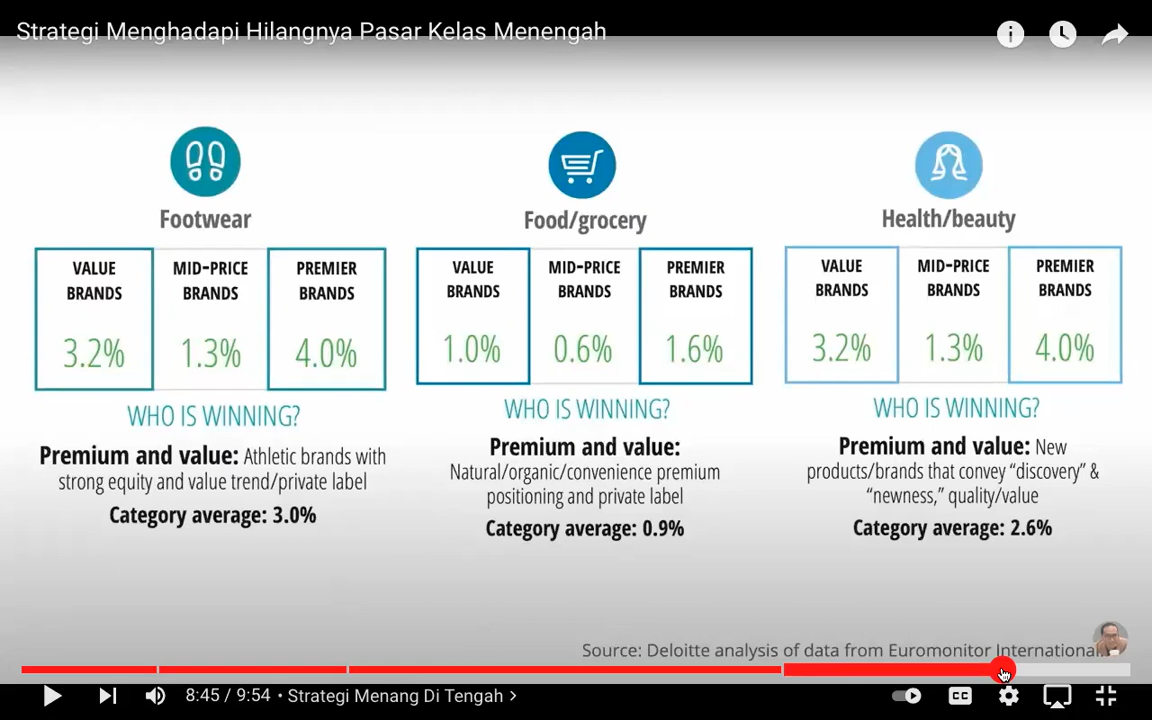 Strategi Menghadapi Hilangnya Pasar Kelas Menengah
Footwear
VALUE BRANDS
MID-PRICE BRANDS
PREMIER BRANDS
3.2%
1.3%
4.0%
WHO IS WINNING?
Premium and value: Athletic brands with
strong equity and value trend/private label
Category average: 3.0%
Food/grocery
VALUE BRANDS
MID-PRICE BRANDS
PREMIER BRANDS
1.0%
0.6%
1.6%
WHO IS WINNING?
Premium and value:
Natural/organic/convenience premium
positioning and private label
Category average: 0.9%
Health/beauty
VALUE BRANDS
MID-PRICE BRANDS
PREMIER BRANDS
3.2%
1.3%
4.0%
WHO IS WINNING?
Premium and value: New
products/brands that convey “discovery” &
“newness,” quality/value
Category average: 2.6%
Source: Deloitte analysis of data from Euromonitor International.
8:45 / 9:54 • Strategi Menang Di Tengah >
CC